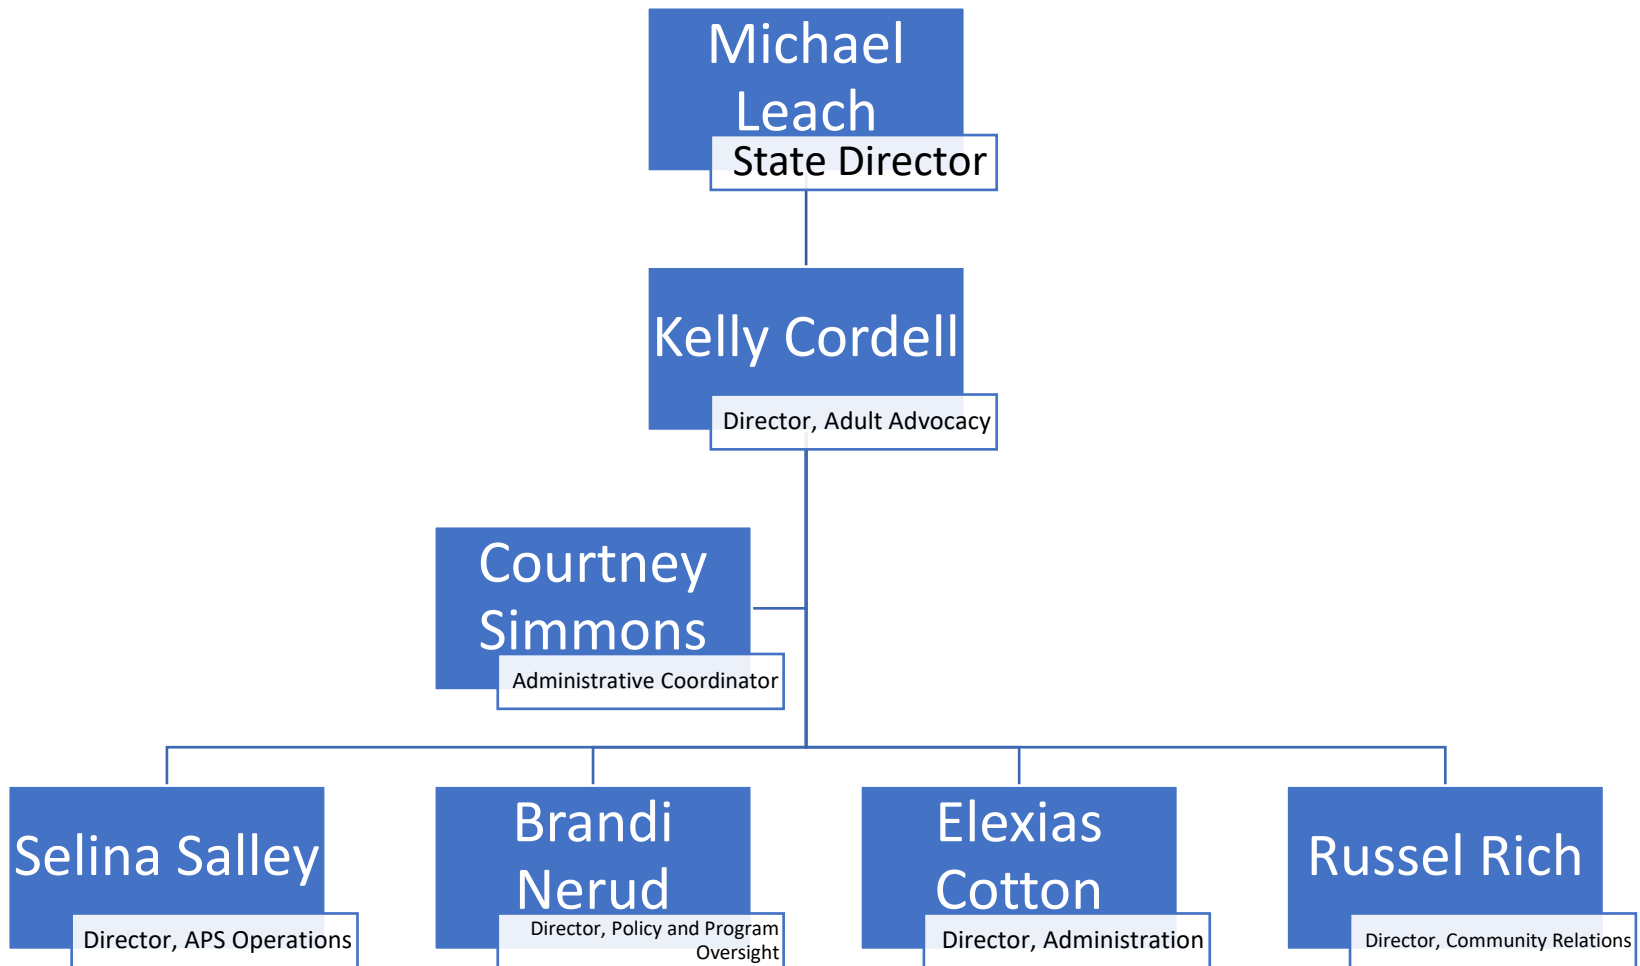 Michael
Leach
State Director
Kelly Cordell
Director, Adult Advocacy
Courtney
Simmons
Administrative Coordinator
Selina Salley
Director, APS Operations
Brandi
Nerud
Director, Policy and Program
Oversight
Elexias
Cotton
Director, Administration
Russel Rich
Director, Community Relations